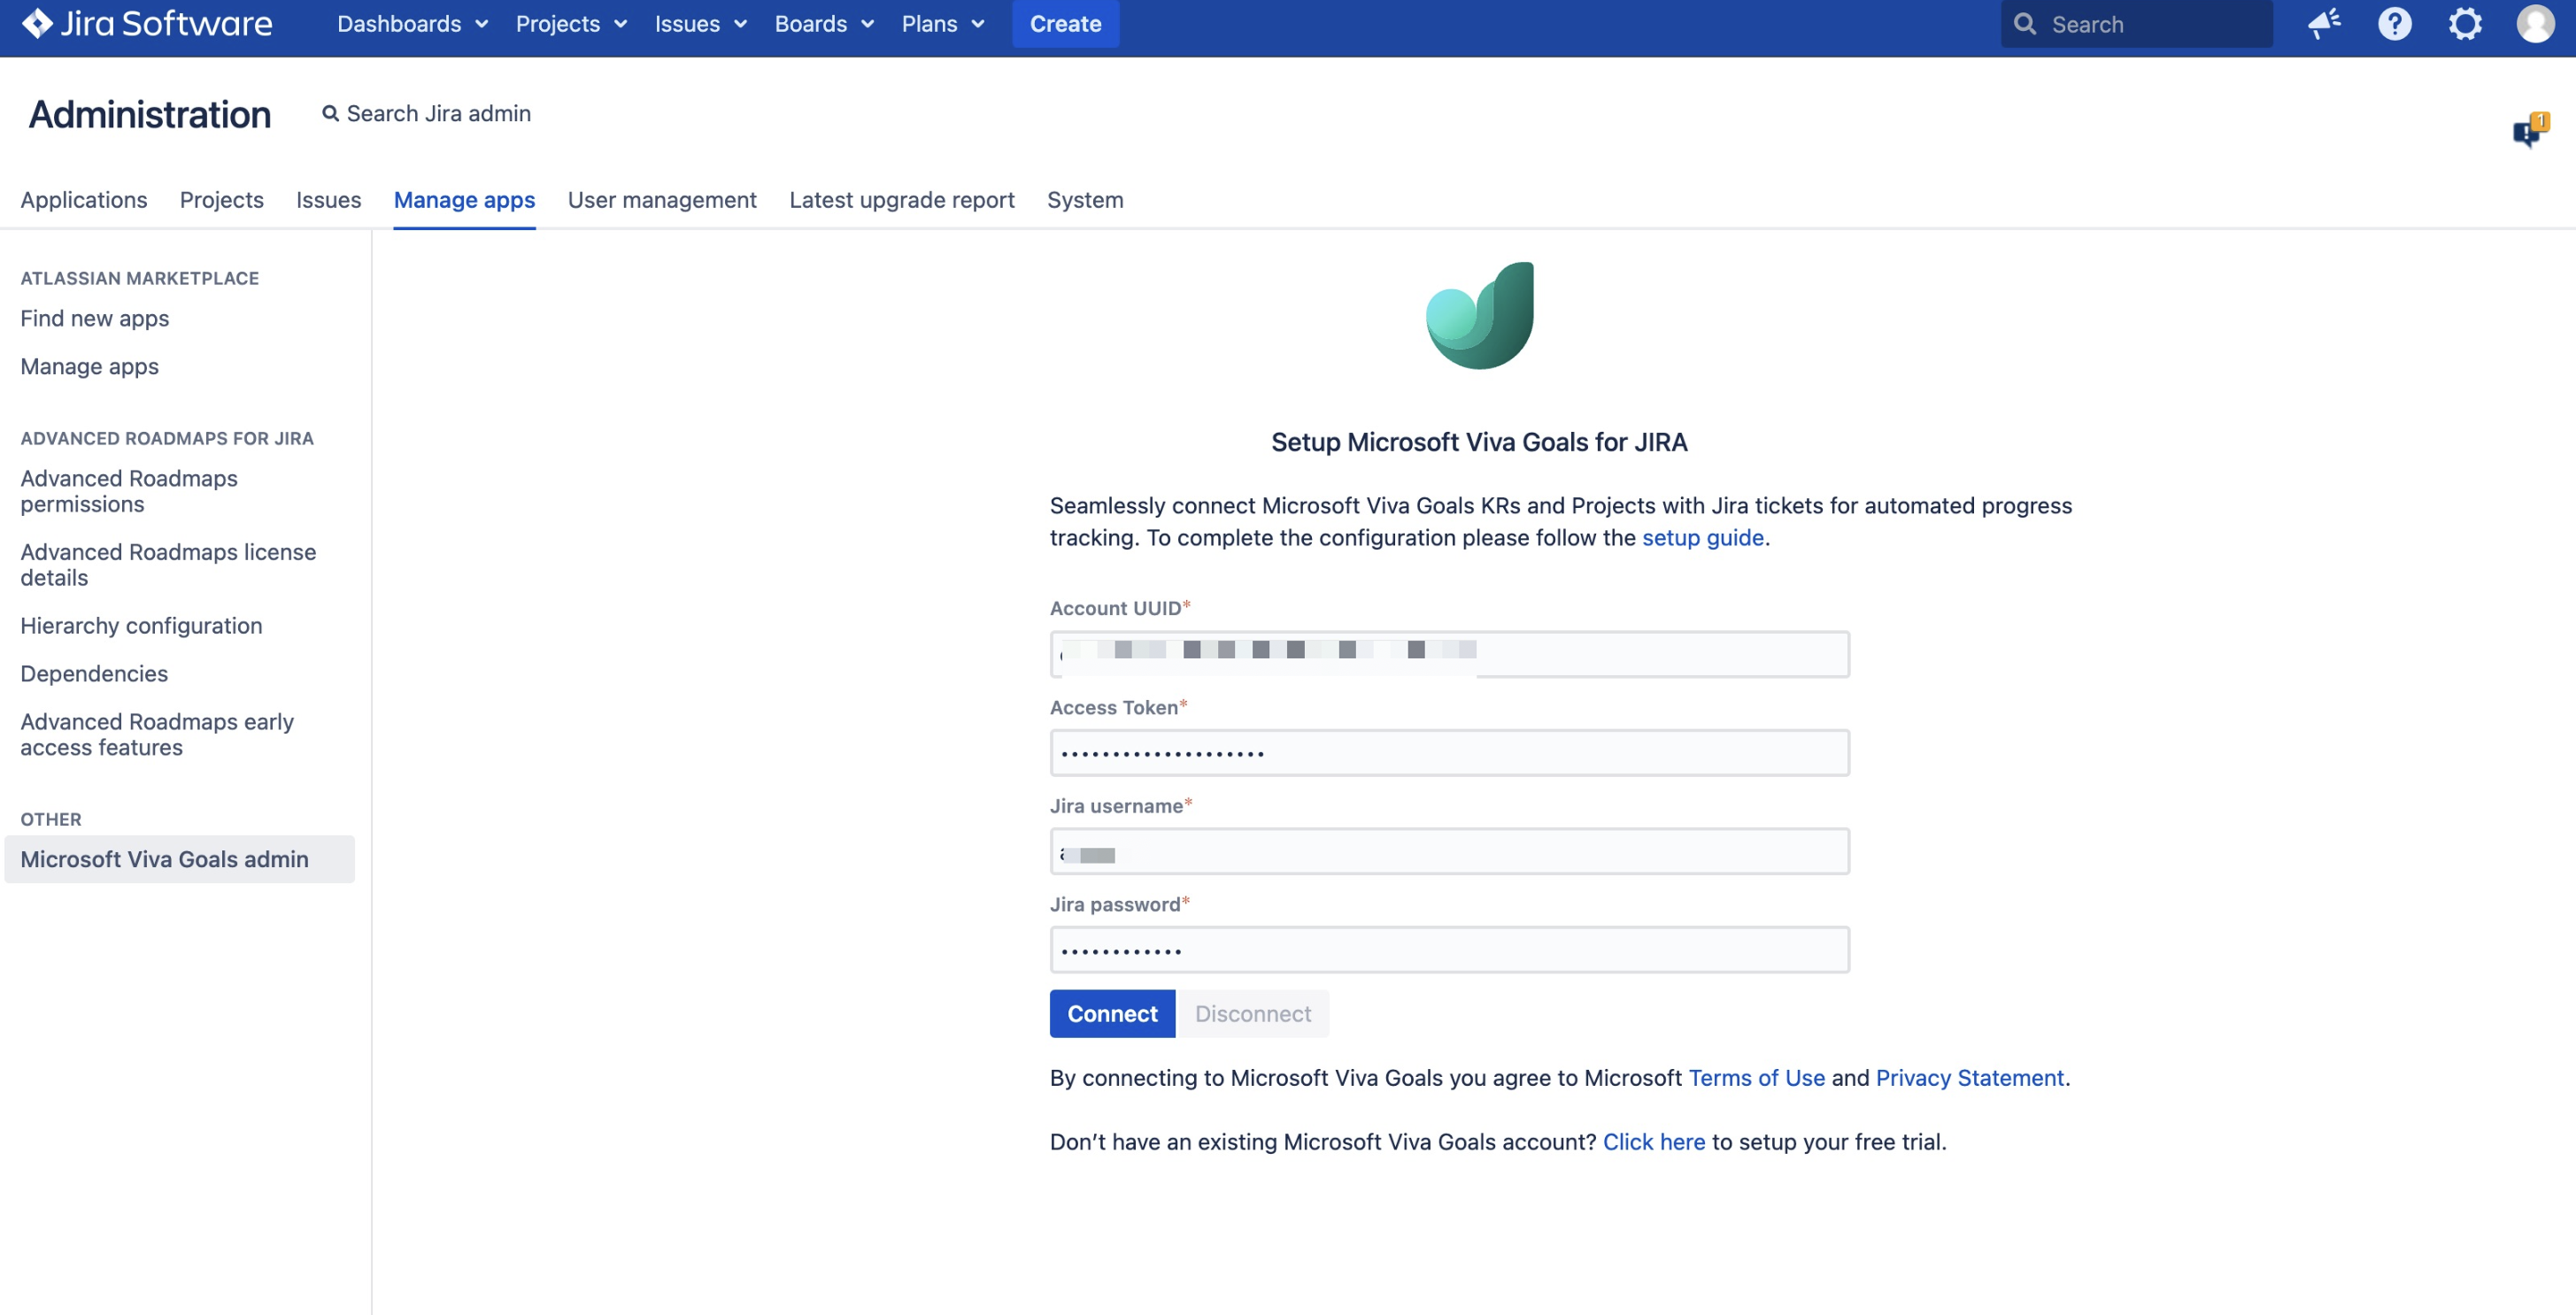 Jira Software
Dashboards Projects Issues Boards Plans Create Search
Administration Search Jira admin
1
Applications Projects Issues Manage apps User management Latest upgrade report System
ATLASSIAN MARKETPLACE
Find new apps
Manage apps
ADVANCED ROADMAPS FOR JIRA
Advanced Roadmaps
permissions
Advanced Roadmaps license
details
Hierarchy configuration
Dependencies
Advanced Roadmaps early
access features
OTHER
Microsoft Viva Goals admin
Setup Microsoft Viva Goals for JIRA
Seamlessly connect Microsoft Viva Goals KRs and Projects with Jira tickets for automated progress
tracking. To complete the configuration please follow the setup guide.
Account UUID*
Access Token*
••••••••••••••••••••
Jira username*
Jira password*
••••••••••••
Connect Disconnect
By connecting to Microsoft Viva Goals you agree to Microsoft Terms of Use and Privacy Statement.
Don’t have an existing Microsoft Viva Goals account? Click here to setup your free trial.